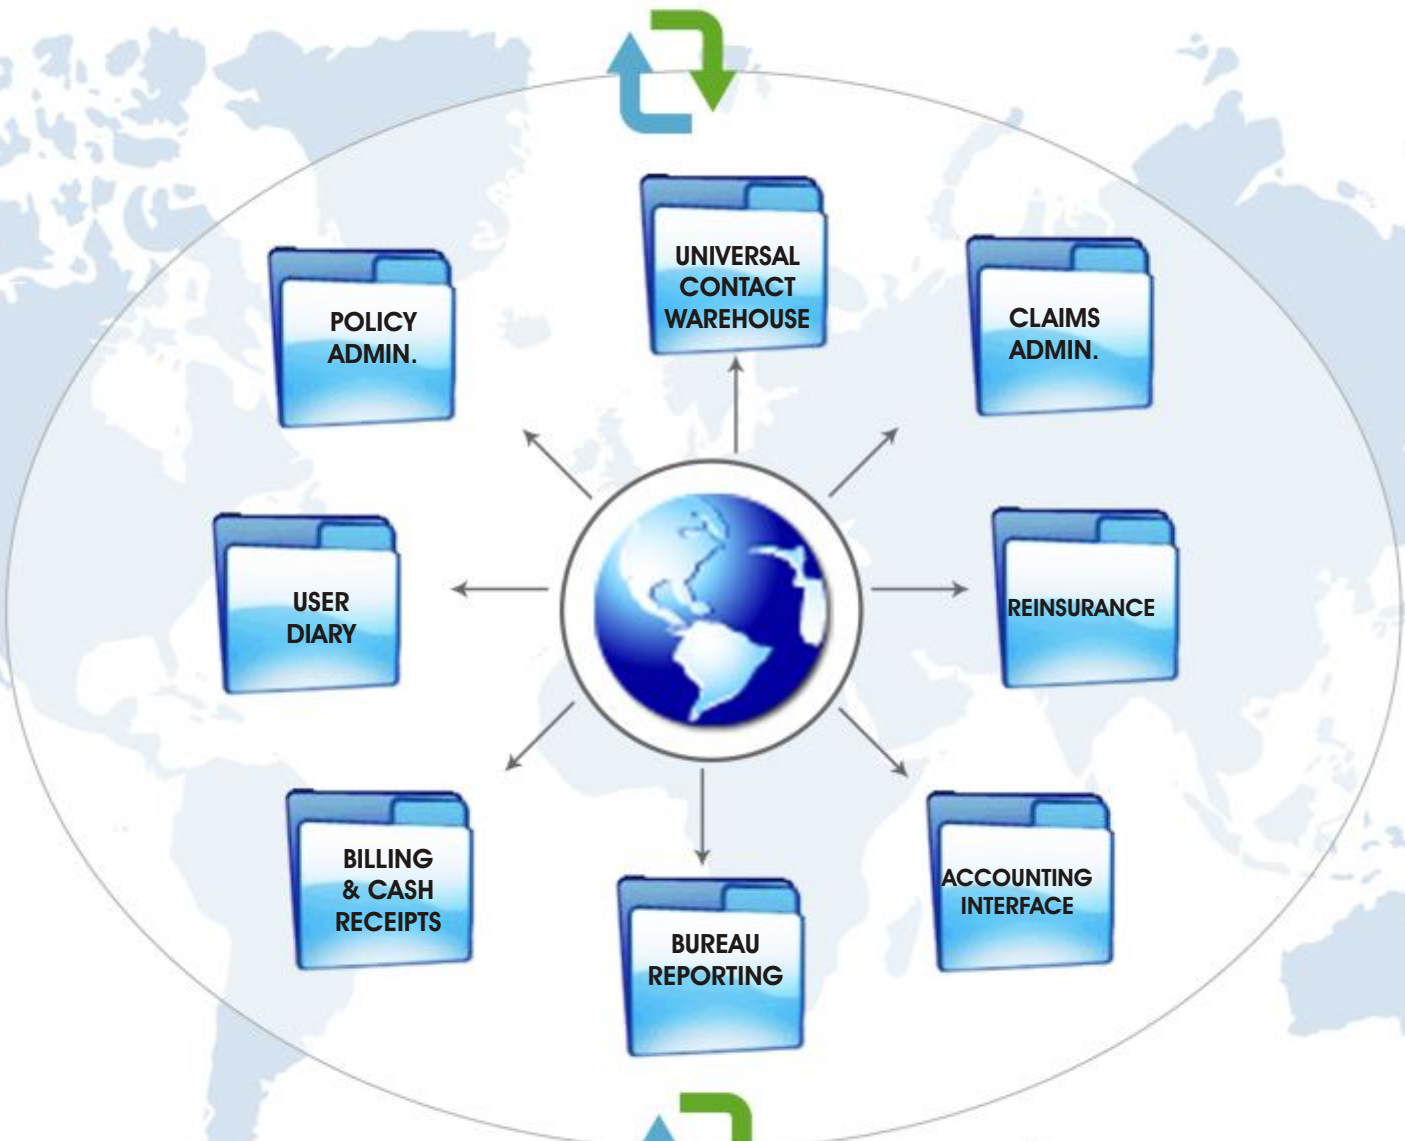 UNIVERSAL
CONTACT
WAREHOUSE
POLICY
ADMIN.
CLAIMS
ADMIN.
USER
DIARY
REINSURANCE
BILLING
& CASH
RECEIPTS
ACCOUNTING
INTERFACE
BUREAU
REPORTING